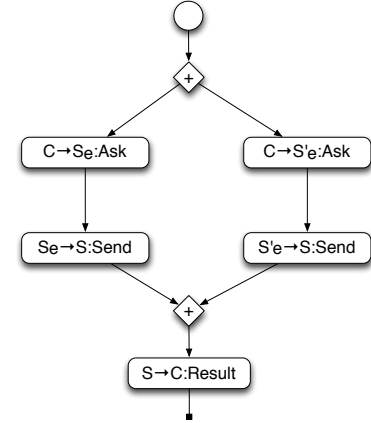 +
C→Se:Ask
C→S'e:Ask
Se→S:Send
S'e→S:Send
+
S→C:Result